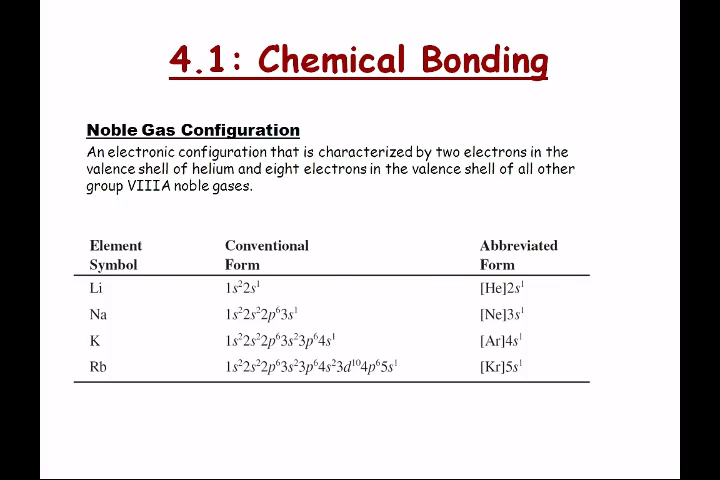 4.1: Chemical Bonding
Noble Gas Configuration
An electronic configuration that is characterized by two electrons in the
valence shell of helium and eight electrons in the valence shell of all other
group VIIIA noble gases.
Element Symbol	Conventional Form	Abbreviated Form
Li	1s²2s¹	[He]2s¹
Na	1s²2s²2p⁶3s¹	[Ne]3s¹
K	1s²2s²2p⁶3s²3p⁶4s¹	[Ar]4s¹
Rb	1s²2s²2p⁶3s²3p⁶4s²3d¹⁰4p⁶5s¹	[Kr]5s¹